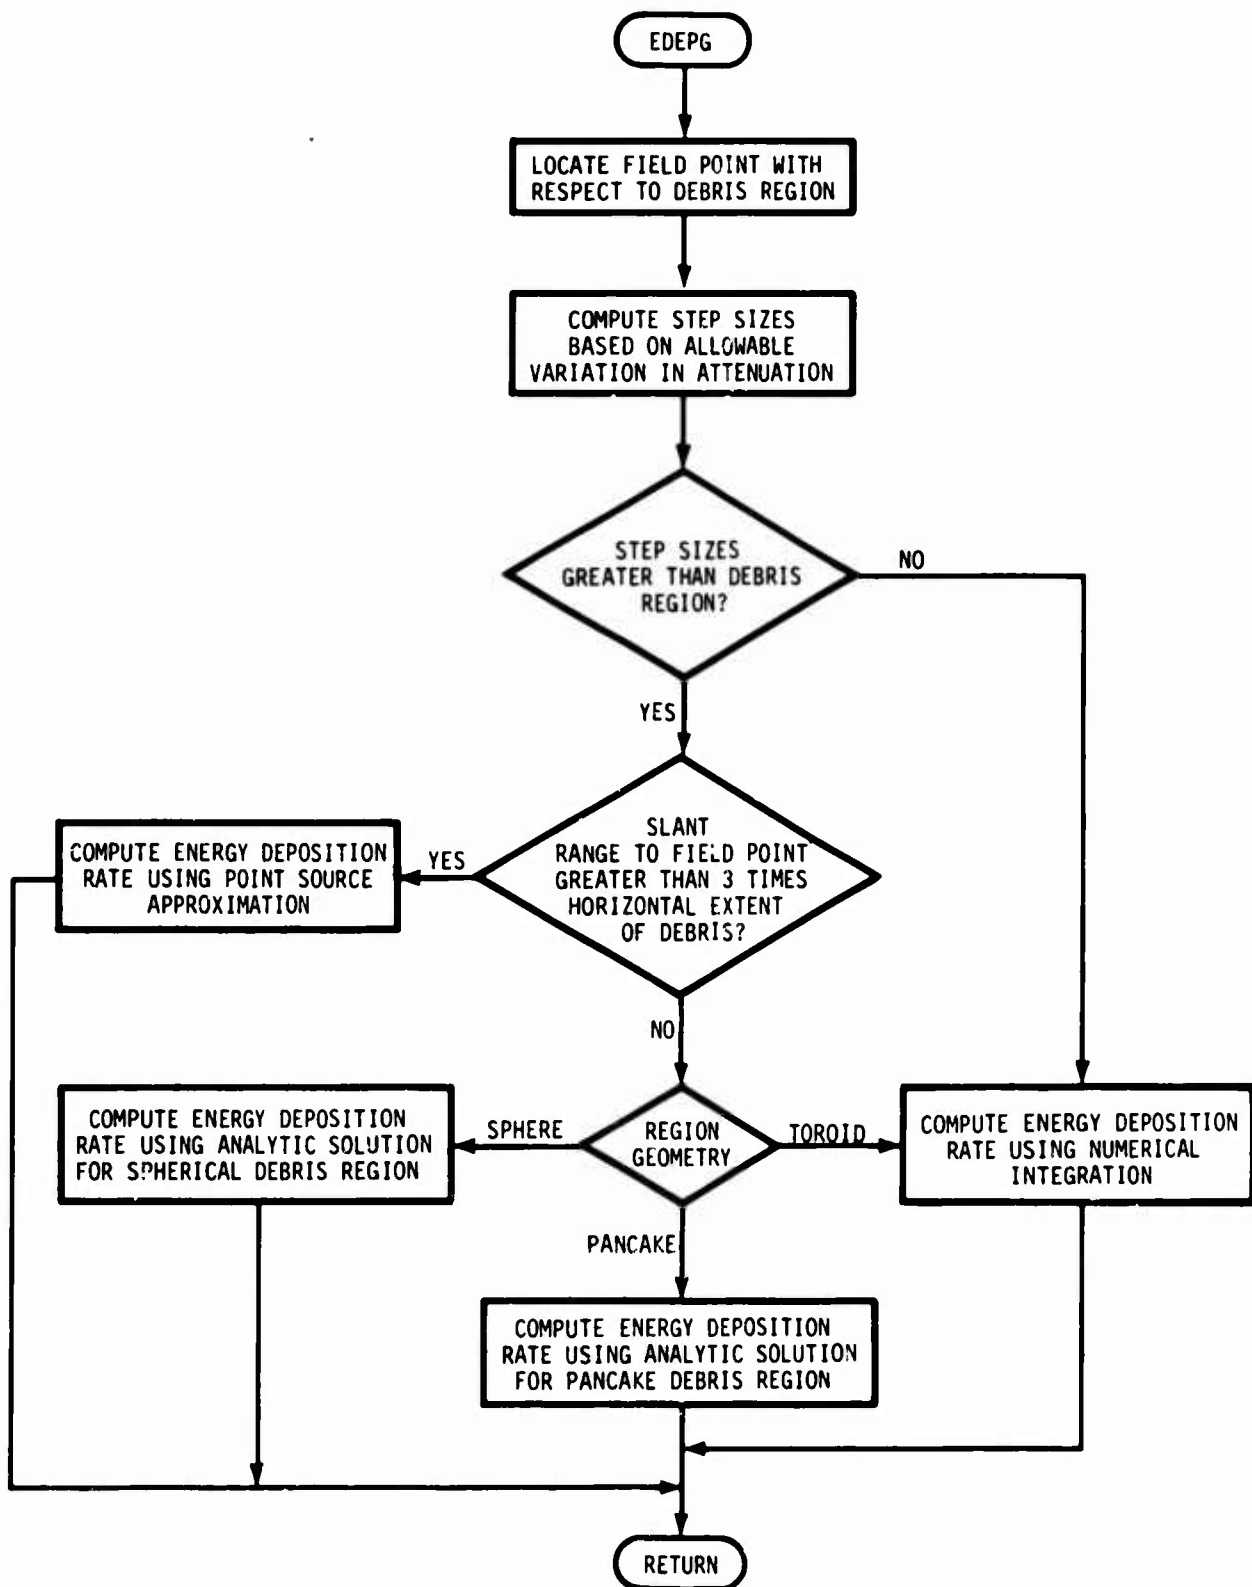 EDEPG
LOCATE FIELD POINT WITH
RESPECT TO DEBRIS REGION
COMPUTE STEP SIZES
BASED ON ALLOWABLE
VARIATION IN ATTENUATION
STEP SIZES
GREATER THAN DEBRIS
REGION?
NO
YES
SLANT
RANGE TO FIELD POINT
GREATER THAN 3 TIMES
HORIZONTAL EXTENT
OF DEBRIS?
YES
COMPUTE ENERGY DEPOSITION
RATE USING POINT SOURCE
APPROXIMATION
NO
REGION
GEOMETRY
SPHERE
COMPUTE ENERGY DEPOSITION
RATE USING ANALYTIC SOLUTION
FOR SPHERICAL DEBRIS REGION
TOROID
COMPUTE ENERGY DEPOSITION
RATE USING NUMERICAL
INTEGRATION
PANCAKE
COMPUTE ENERGY DEPOSITION
RATE USING ANALYTIC SOLUTION
FOR PANCAKE DEBRIS REGION
RETURN